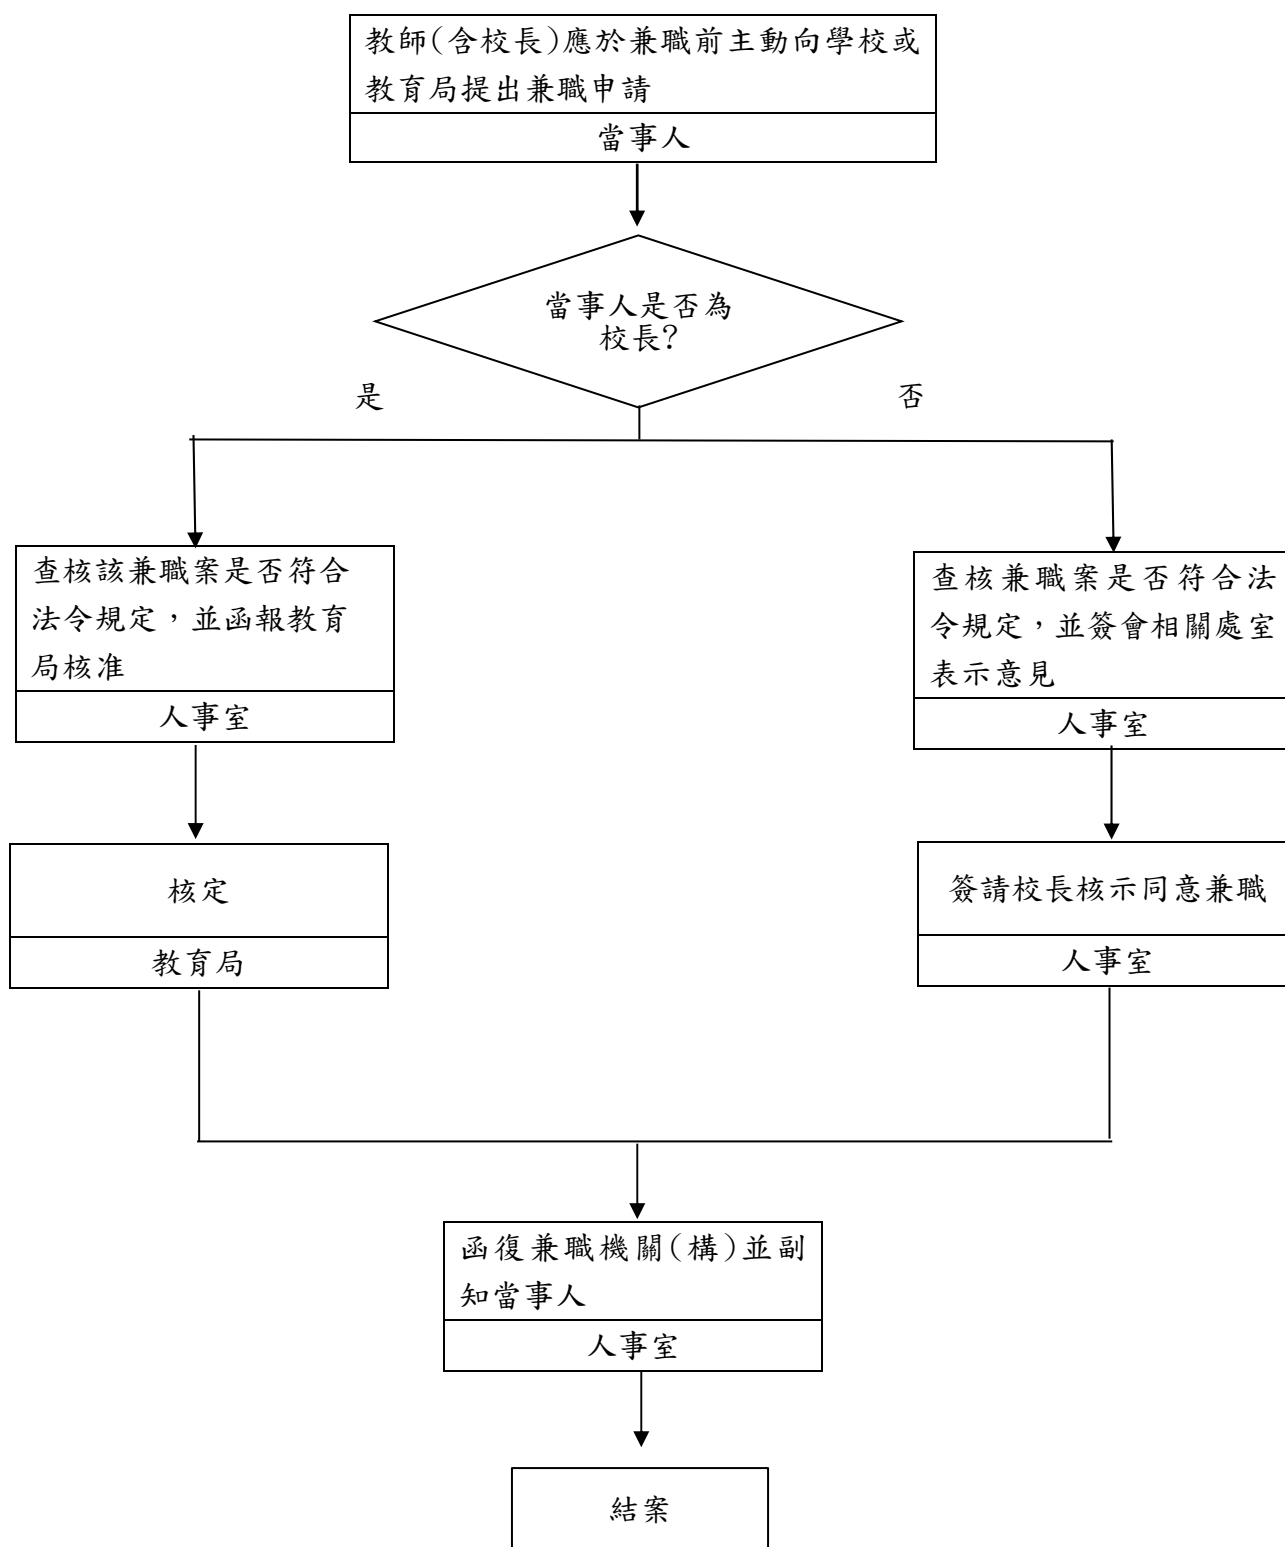 教師(含校長)應於兼職前主動向學校或
教育局提出兼職申請
當事人
當事人是否為
校長?
是
否
查核該兼職案是否符合
法令規定，並函報教育
局核准
人事室
查核兼職案是否符合法
令規定，並簽會相關處室
表示意見
人事室
核定
教育局
簽請校長核示同意兼職
人事室
函復兼職機關(構)並副
知當事人
人事室
結案